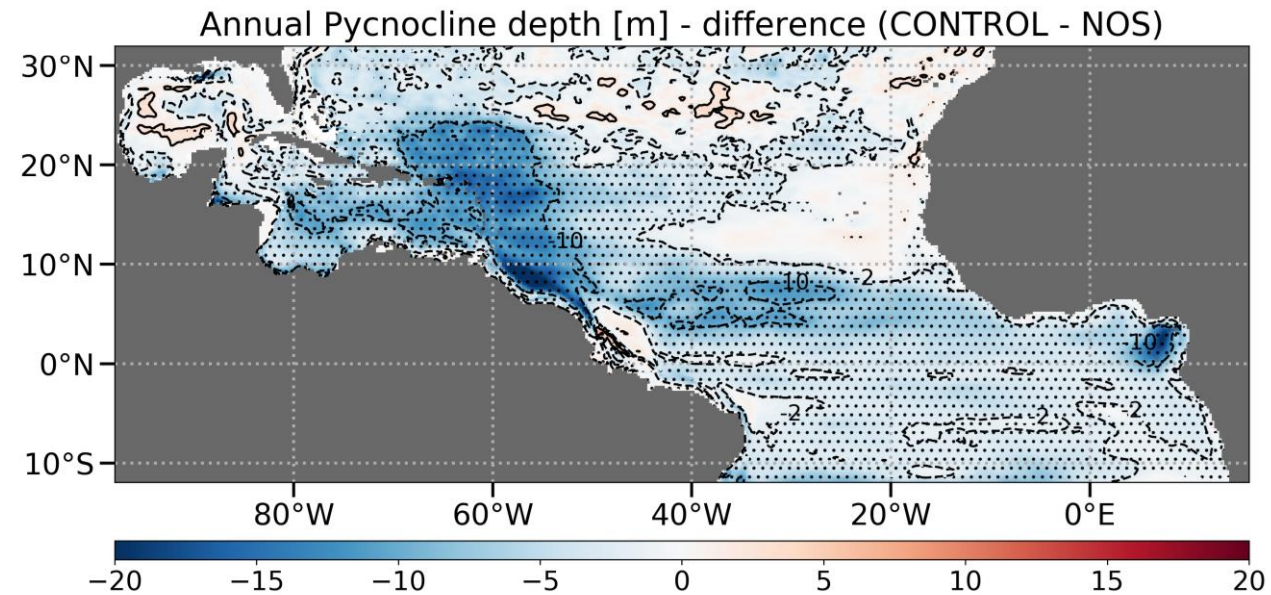 Annual Pycnocline depth [m] - difference (CONTROL - NOS)
30°N
20°N
-10
10°N
-10
-2
10
0°N
-2
2
-2
10°S
80°W 60°W 40°W 20°W 0°E
−20 −15 −10 −5 0 5 10 15 20